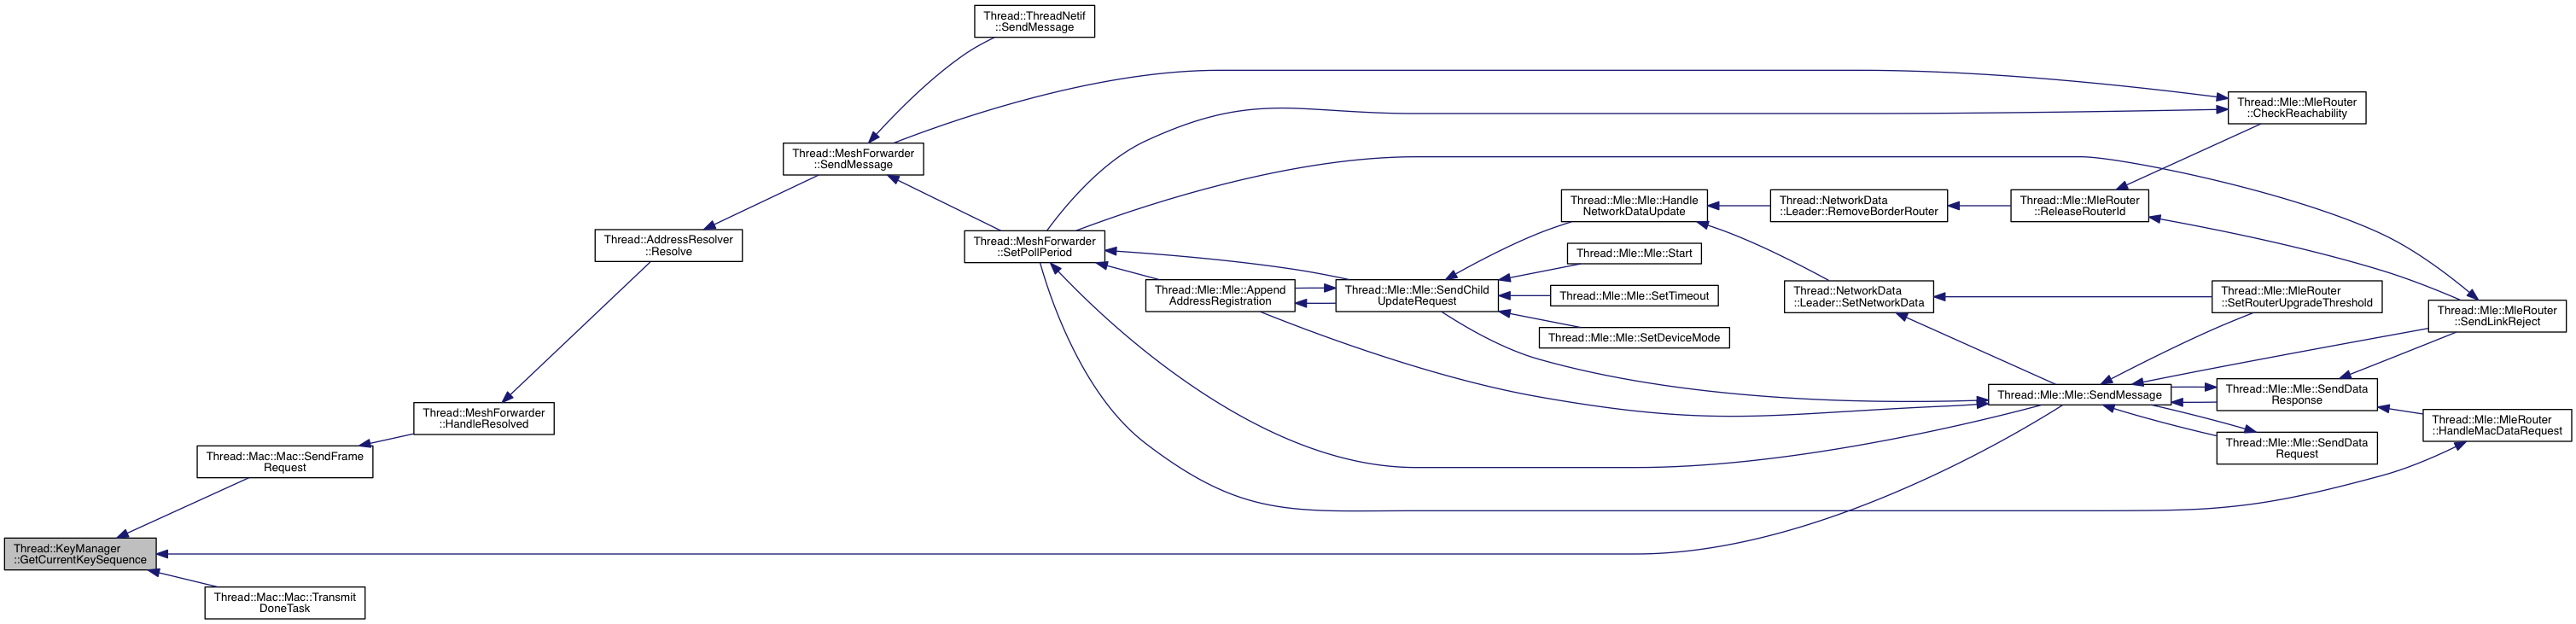 Thread::ThreadNetif
::SendMessage
Thread::Mle::MleRouter
::CheckReachability
Thread::MeshForwarder
::SendMessage
Thread::Mle::Mle::Handle
NetworkDataUpdate
Thread::NetworkData
::Leader::RemoveBorderRouter
Thread::Mle::MleRouter
::ReleaseRouterId
Thread::AddressResolver
::Resolve
Thread::MeshForwarder
::SetPollPeriod
Thread::Mle::Mle::Start
Thread::Mle::Mle::Append
AddressRegistration
Thread::Mle::Mle::SendChild
UpdateRequest
Thread::Mle::Mle::SetTimeout
Thread::NetworkData
::Leader::SetNetworkData
Thread::Mle::MleRouter
::SetRouterUpgradeThreshold
Thread::Mle::MleRouter
::SendLinkReject
Thread::Mle::Mle::SetDeviceMode
Thread::Mle::Mle::SendMessage
Thread::Mle::Mle::SendData
Response
Thread::MeshForwarder
::HandleResolved
Thread::Mle::MleRouter
::HandleMacDataRequest
Thread::Mle::Mle::SendData
Request
Thread::Mac::Mac::SendFrame
Request
Thread::KeyManager
::GetCurrentKeySequence
Thread::Mac::Mac::Transmit
DoneTask